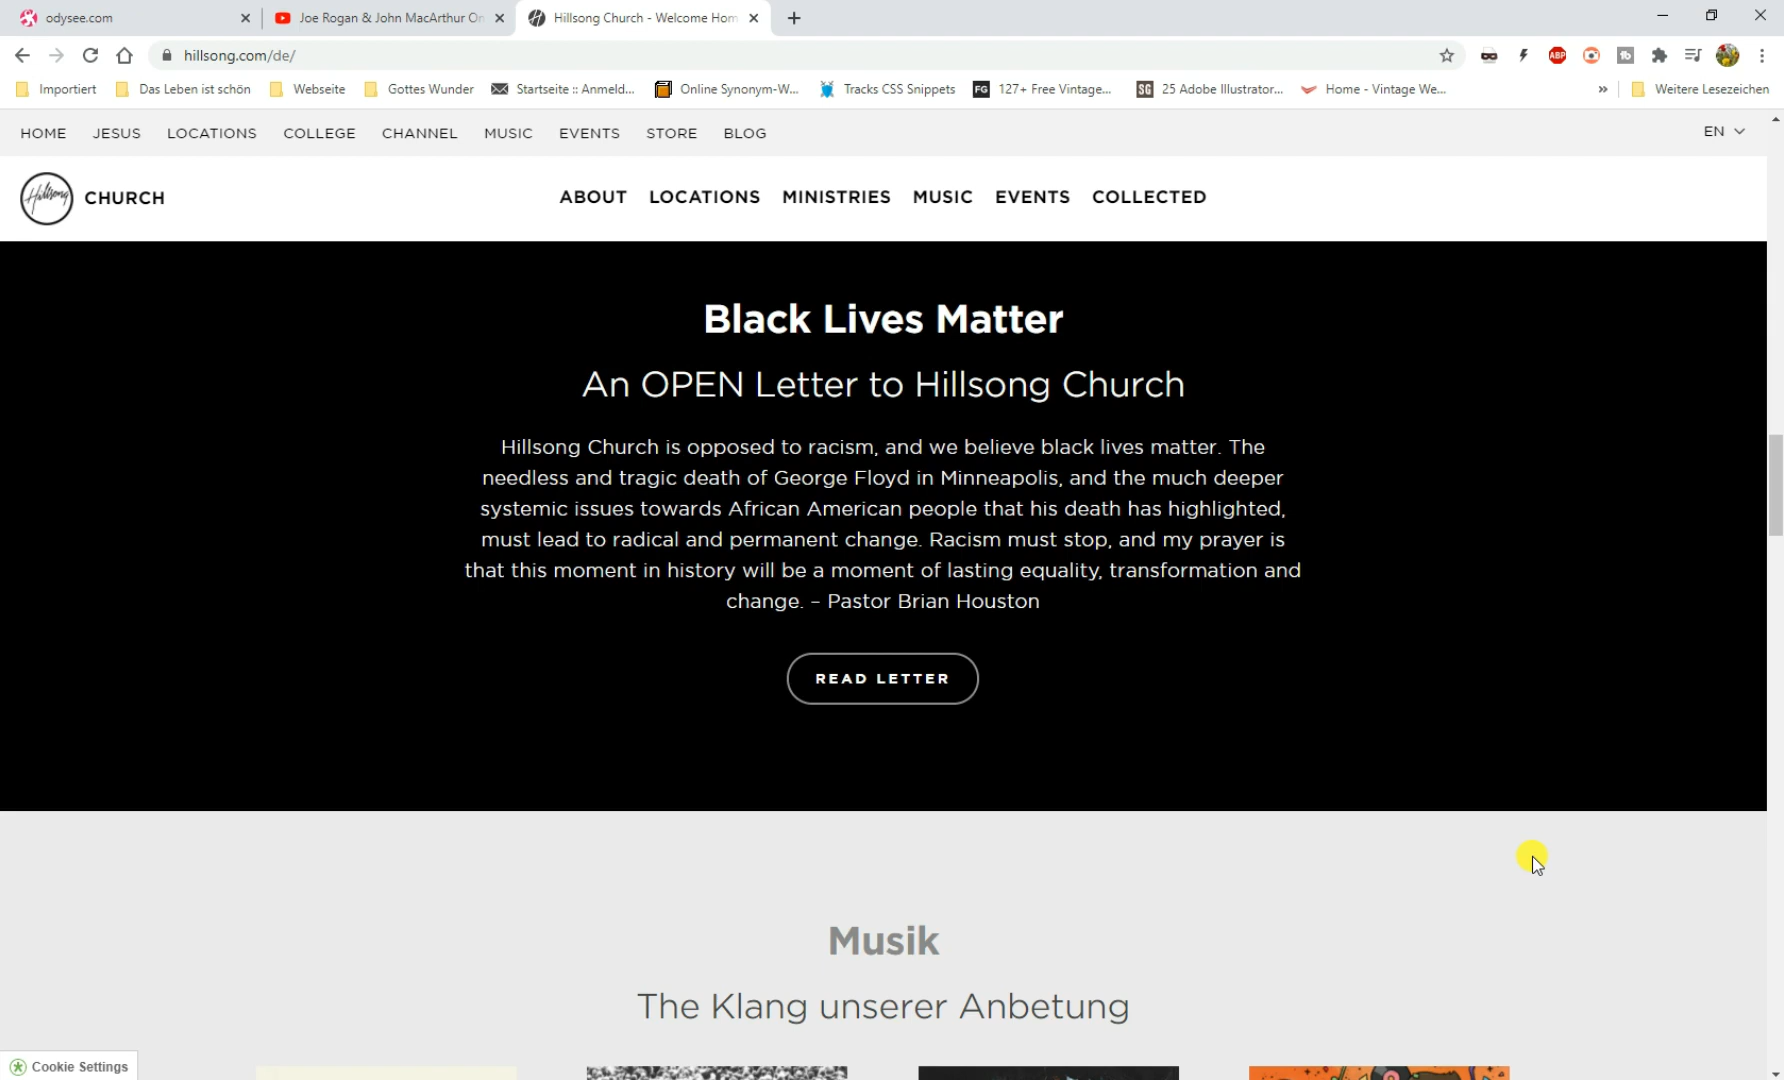 odysee.com
Joe Rogan & John MacArthur On
Hillsong Church - Welcome Hom
hillsong.com/de/
ABP
Importiert
Das Leben ist schön
Webseite
Gottes Wunder
Startseite :: Anmeld...
Online Synonym-W...
Tracks CSS Snippets
FG 127+ Free Vintage...
SG 25 Adobe Illustrator...
Home - Vintage We...
»
Weitere Lesezeichen
HOME JESUS LOCATIONS COLLEGE CHANNEL MUSIC EVENTS STORE BLOG
EN
Hillsong CHURCH
ABOUT LOCATIONS MINISTRIES MUSIC EVENTS COLLECTED
Black Lives Matter
An OPEN Letter to Hillsong Church
Hillsong Church is opposed to racism, and we believe black lives matter. The
needless and tragic death of George Floyd in Minneapolis, and the much deeper
systemic issues towards African American people that his death has highlighted,
must lead to radical and permanent change. Racism must stop, and my prayer is
that this moment in history will be a moment of lasting equality, transformation and
change. – Pastor Brian Houston
READ LETTER
Musik
The Klang unserer Anbetung
Cookie Settings